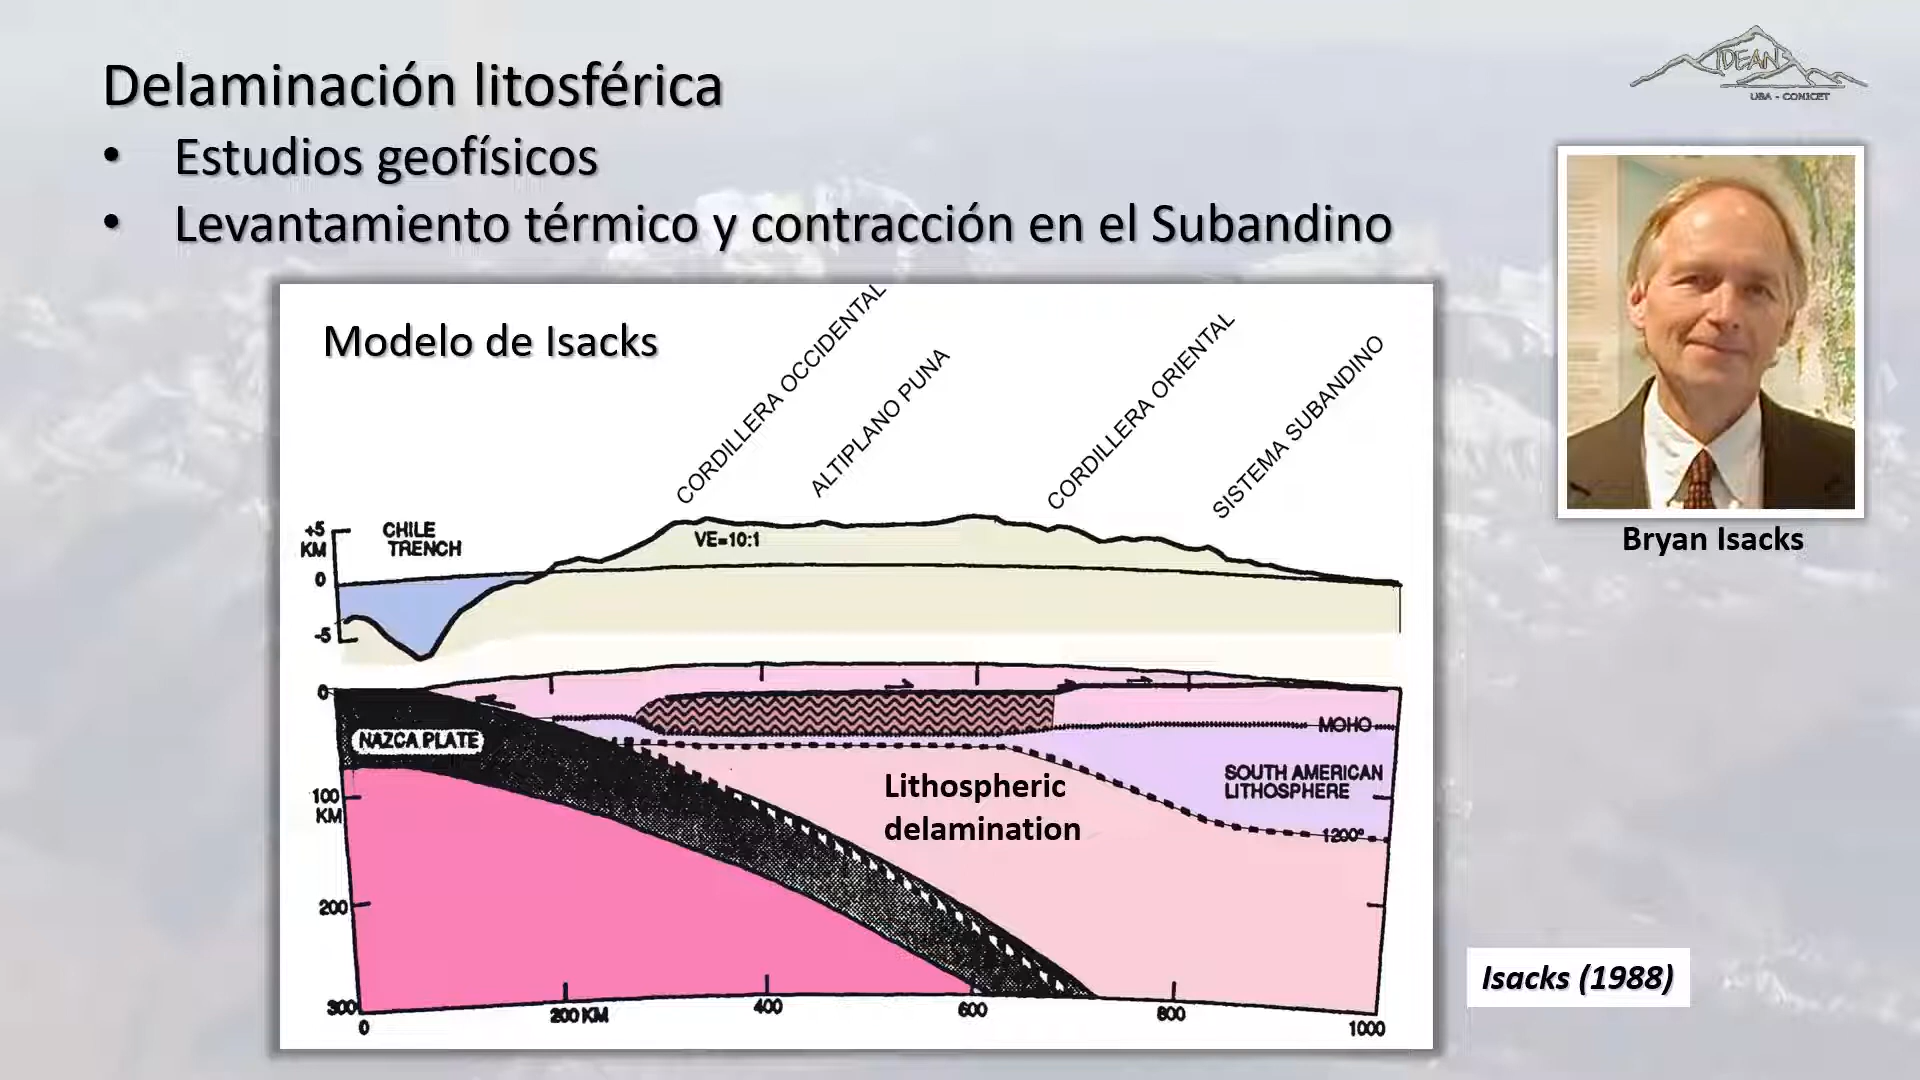 Delaminación litosférica
• Estudios geofísicos
• Levantamiento térmico y contracción en el Subandino
IDEAN
UBA - CONICET
Modelo de Isacks
CORDILLERA OCCIDENTAL
ALTIPLANO PUNA
CORDILLERA ORIENTAL
SISTEMA SUBANDINO
Bryan Isacks
+5
KM
0
-5
CHILE
TRENCH
VE=10:1
0
NAZCA PLATE
MOHO
SOUTH AMERICAN
LITHOSPHERE
Lithospheric
delamination
1200°
100
KM
200
300
0
200 KM
400
600
800
1000
Isacks (1988)